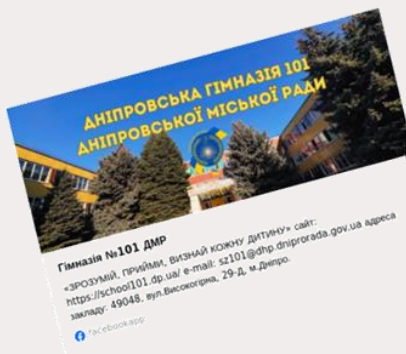 ДНІПРОВСЬКА ГІМНАЗІЯ 101
ДНІПРОВСЬКОЇ МІСЬКОЇ РАДИ
Гімназія №101 ДМР
«ЗРОЗУМІЙ, ПРИЙМИ, ВИЗНАЙ КОЖНУ ДИТИНУ» сайт:
https://school101.dp.ua/ e-mail: sz101@dhp.dniprorada.gov.ua адреса
закладу: 49048, вул.Високогірна, 29-Д, м.Дніпро.
facebookapp